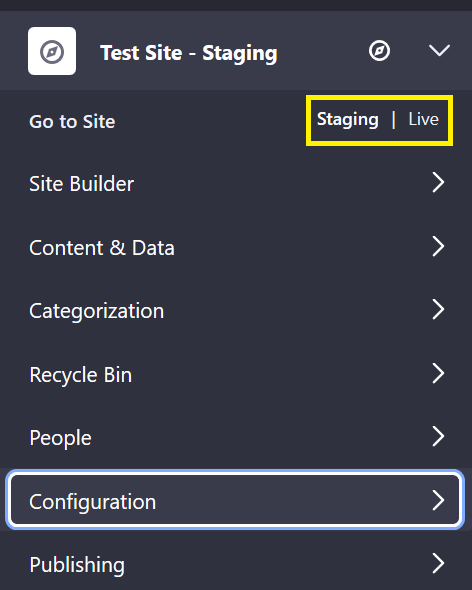 Test Site - Staging
Go to Site Staging | Live
Site Builder
Content & Data
Categorization
Recycle Bin
People
Configuration
Publishing